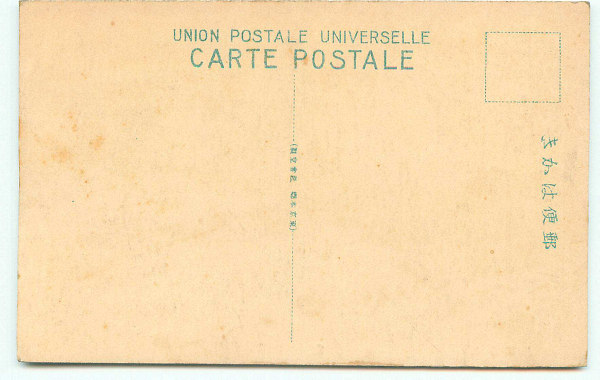 UNION POSTALE UNIVERSELLE
CARTE POSTALE
郵便はかき